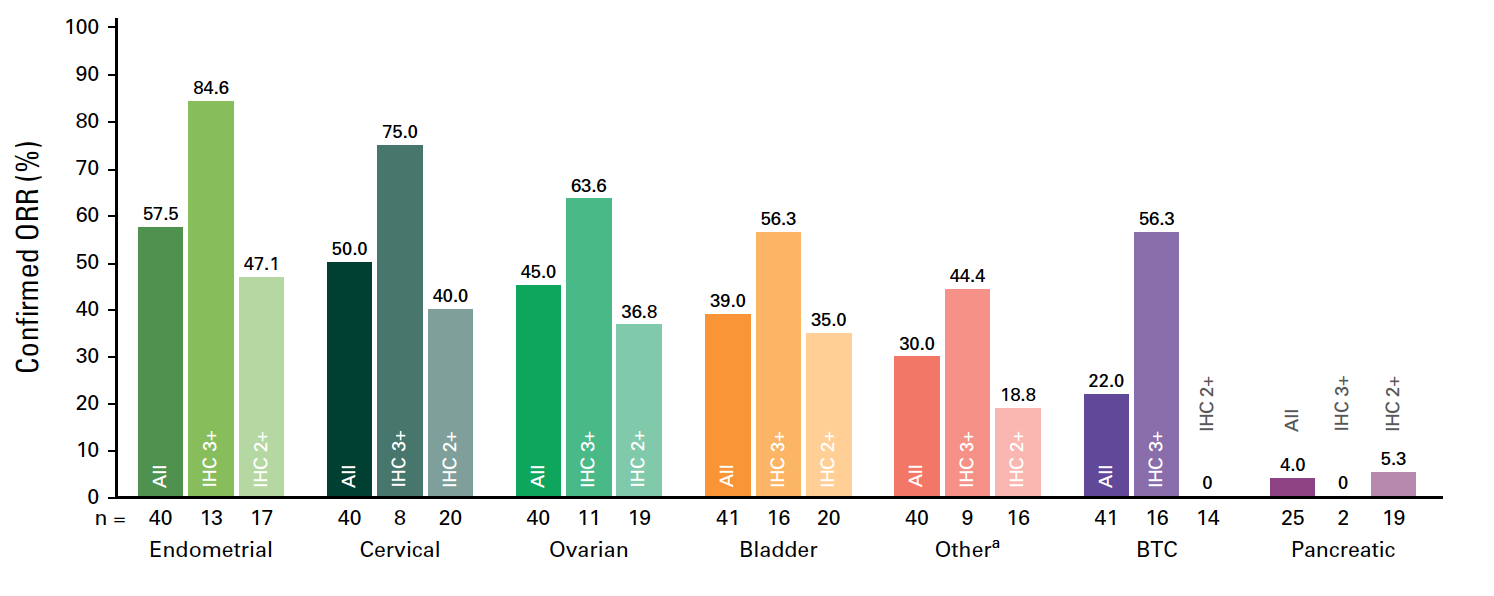 Confirmed ORR (%)
100
90
80
70
60
50
40
30
20
10
0
57.5 84.6 47.1
50.0 75.0 40.0
45.0 63.6 36.8
39.0 56.3 35.0
30.0 44.4 18.8
22.0 56.3 0
4.0 0 5.3
All IHC 3+ IHC 2+
All IHC 3+ IHC 2+
All IHC 3+ IHC 2+
All IHC 3+ IHC 2+
All IHC 3+ IHC 2+
All IHC 3+ IHC 2+
All IHC 3+ IHC 2+
n = 40 13 17 40 8 20 40 11 19 41 16 20 40 9 16 41 16 14 25 2 19
Endometrial Cervical Ovarian Bladder Otherᵃ BTC Pancreatic